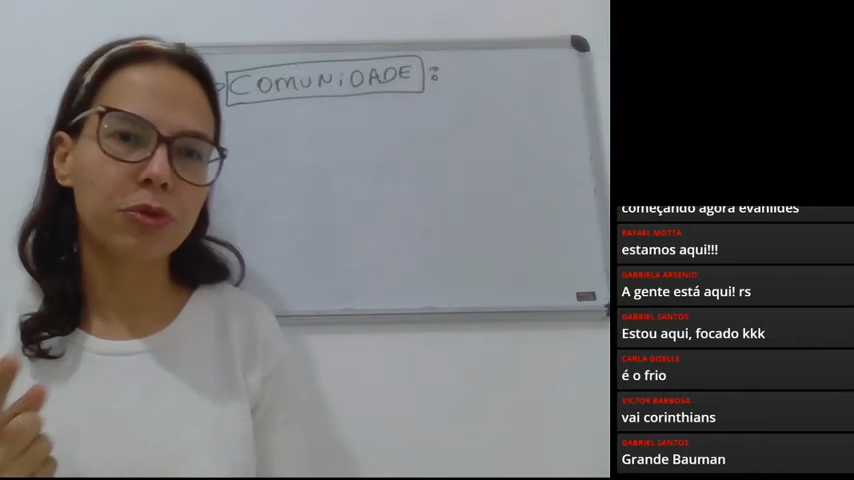 COMUNIDADE:
começando agora evanildes
RAFAEL MOTTA
estamos aqui!!!
GABRIELA ARSENIO
A gente está aqui! rs
GABRIEL SANTOS
Estou aqui, focado kkk
CARLA GISELLE
é o frio
VICTOR BARBOSA
vai corinthians
GABRIEL SANTOS
Grande Bauman